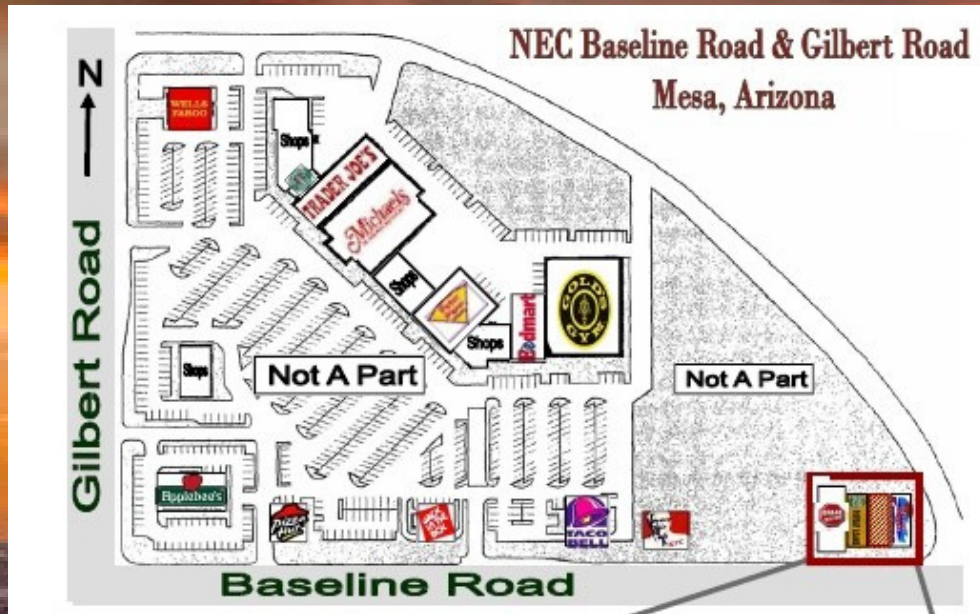 NEC Baseline Road & Gilbert Road
Mesa, Arizona
N
WELLS
FARGO
Shops
TRADER JOE'S
Michaels
Shops
Shops
Bedmart
GOLD'S
GYM
Shops
Not A Part
Not A Part
Gilbert Road
Applebee's
Pizza
Hut
TACO
BELL
KFC
Baseline Road